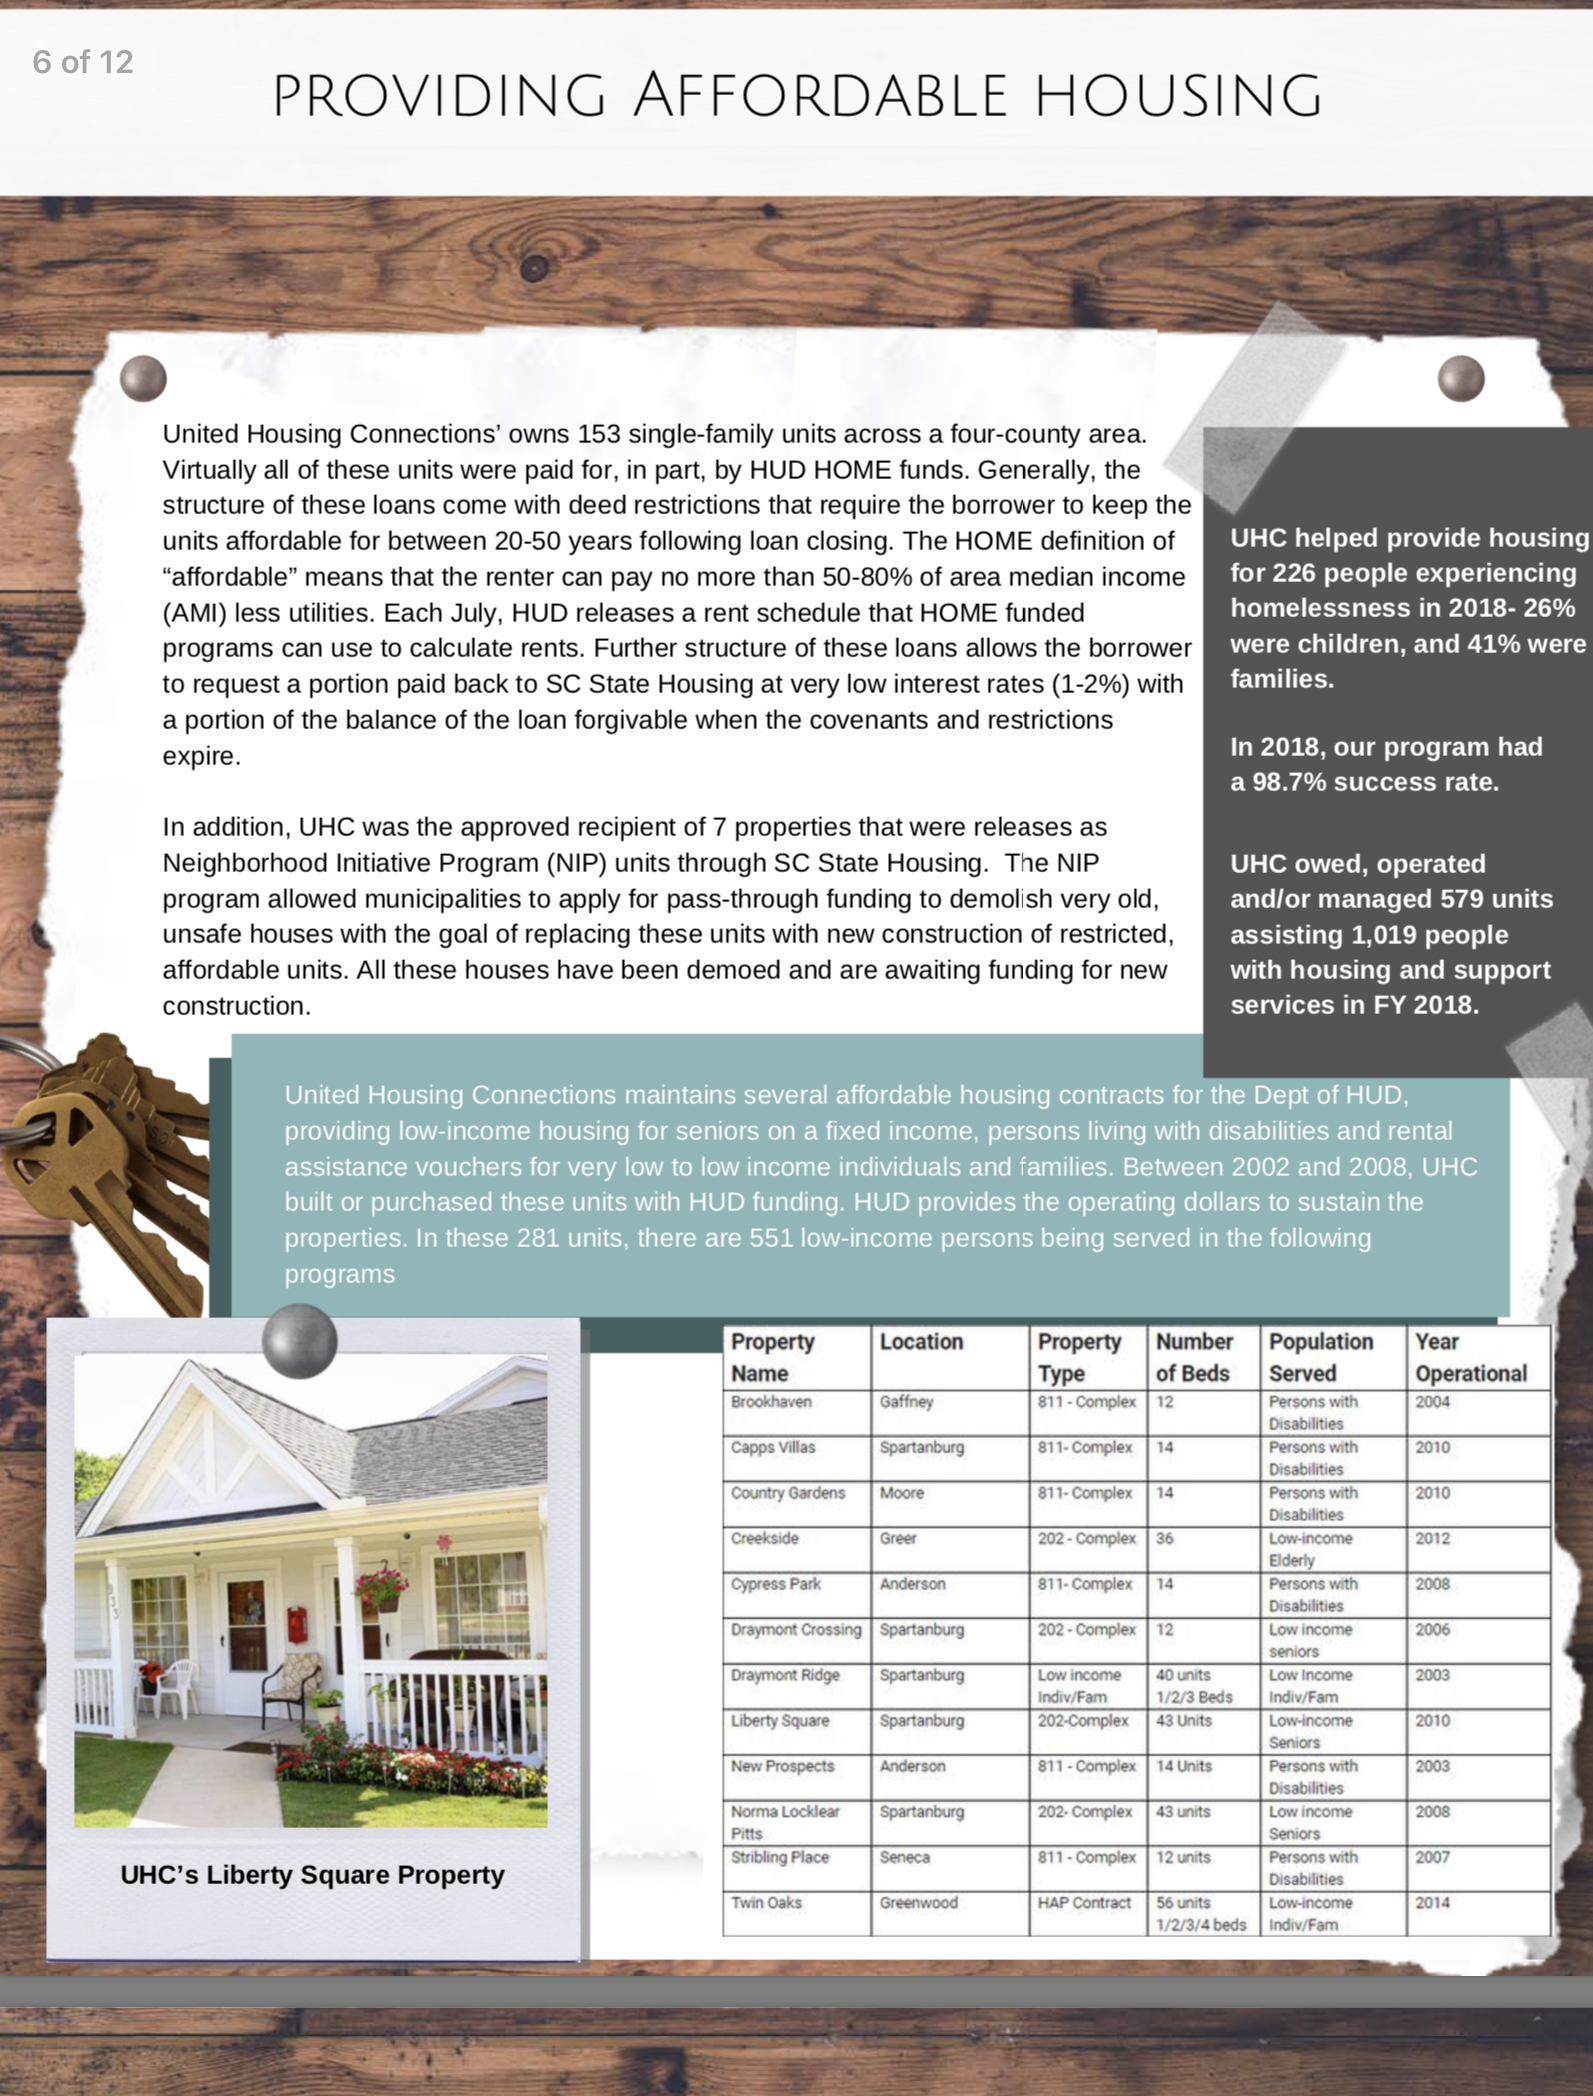 6 of 12
PROVIDING AFFORDABLE HOUSING
United Housing Connections’ owns 153 single-family units across a four-county area.
Virtually all of these units were paid for, in part, by HUD HOME funds. Generally, the
structure of these loans come with deed restrictions that require the borrower to keep the
units affordable for between 20-50 years following loan closing. The HOME definition of
“affordable” means that the renter can pay no more than 50-80% of area median income
(AMI) less utilities. Each July, HUD releases a rent schedule that HOME funded
programs can use to calculate rents. Further structure of these loans allows the borrower
to request a portion paid back to SC State Housing at very low interest rates (1-2%) with
a portion of the balance of the loan forgivable when the covenants and restrictions
expire.
In addition, UHC was the approved recipient of 7 properties that were releases as
Neighborhood Initiative Program (NIP) units through SC State Housing.  The NIP
program allowed municipalities to apply for pass-through funding to demolish very old,
unsafe houses with the goal of replacing these units with new construction of restricted,
affordable units. All these houses have been demoed and are awaiting funding for new
construction.
UHC helped provide housing
for 226 people experiencing
homelessness in 2018- 26%
were children, and 41% were
families.
In 2018, our program had
a 98.7% success rate.
UHC owed, operated
and/or managed 579 units
assisting 1,019 people
with housing and support
services in FY 2018.
United Housing Connections maintains several affordable housing contracts for the Dept of HUD,
providing low-income housing for seniors on a fixed income, persons living with disabilities and rental
assistance vouchers for very low to low income individuals and families. Between 2002 and 2008, UHC
built or purchased these units with HUD funding. HUD provides the operating dollars to sustain the
properties. In these 281 units, there are 551 low-income persons being served in the following
programs
933
UHC’s Liberty Square Property
Property Name Location Property Type Number of Beds Population Served Year Operational
Brookhaven Gaffney 811 - Complex 12 Persons with Disabilities 2004
Capps Villas Spartanburg 811- Complex 14 Persons with Disabilities 2010
Country Gardens Moore 811- Complex 14 Persons with Disabilities 2010
Creekside Greer 202 - Complex 36 Low-income Elderly 2012
Cypress Park Anderson 811- Complex 14 Persons with Disabilities 2008
Draymont Crossing Spartanburg 202 - Complex 12 Low income seniors 2006
Draymont Ridge Spartanburg Low income Indiv/Fam 40 units 1/2/3 Beds Low Income Indiv/Fam 2003
Liberty Square Spartanburg 202-Complex 43 Units Low-income Seniors 2010
New Prospects Anderson 811 - Complex 14 Units Persons with Disabilities 2003
Norma Locklear Pitts Spartanburg 202- Complex 43 units Low income Seniors 2008
Stribling Place Seneca 811 - Complex 12 units Persons with Disabilities 2007
Twin Oaks Greenwood HAP Contract 56 units 1/2/3/4 beds Low-income Indiv/Fam 2014